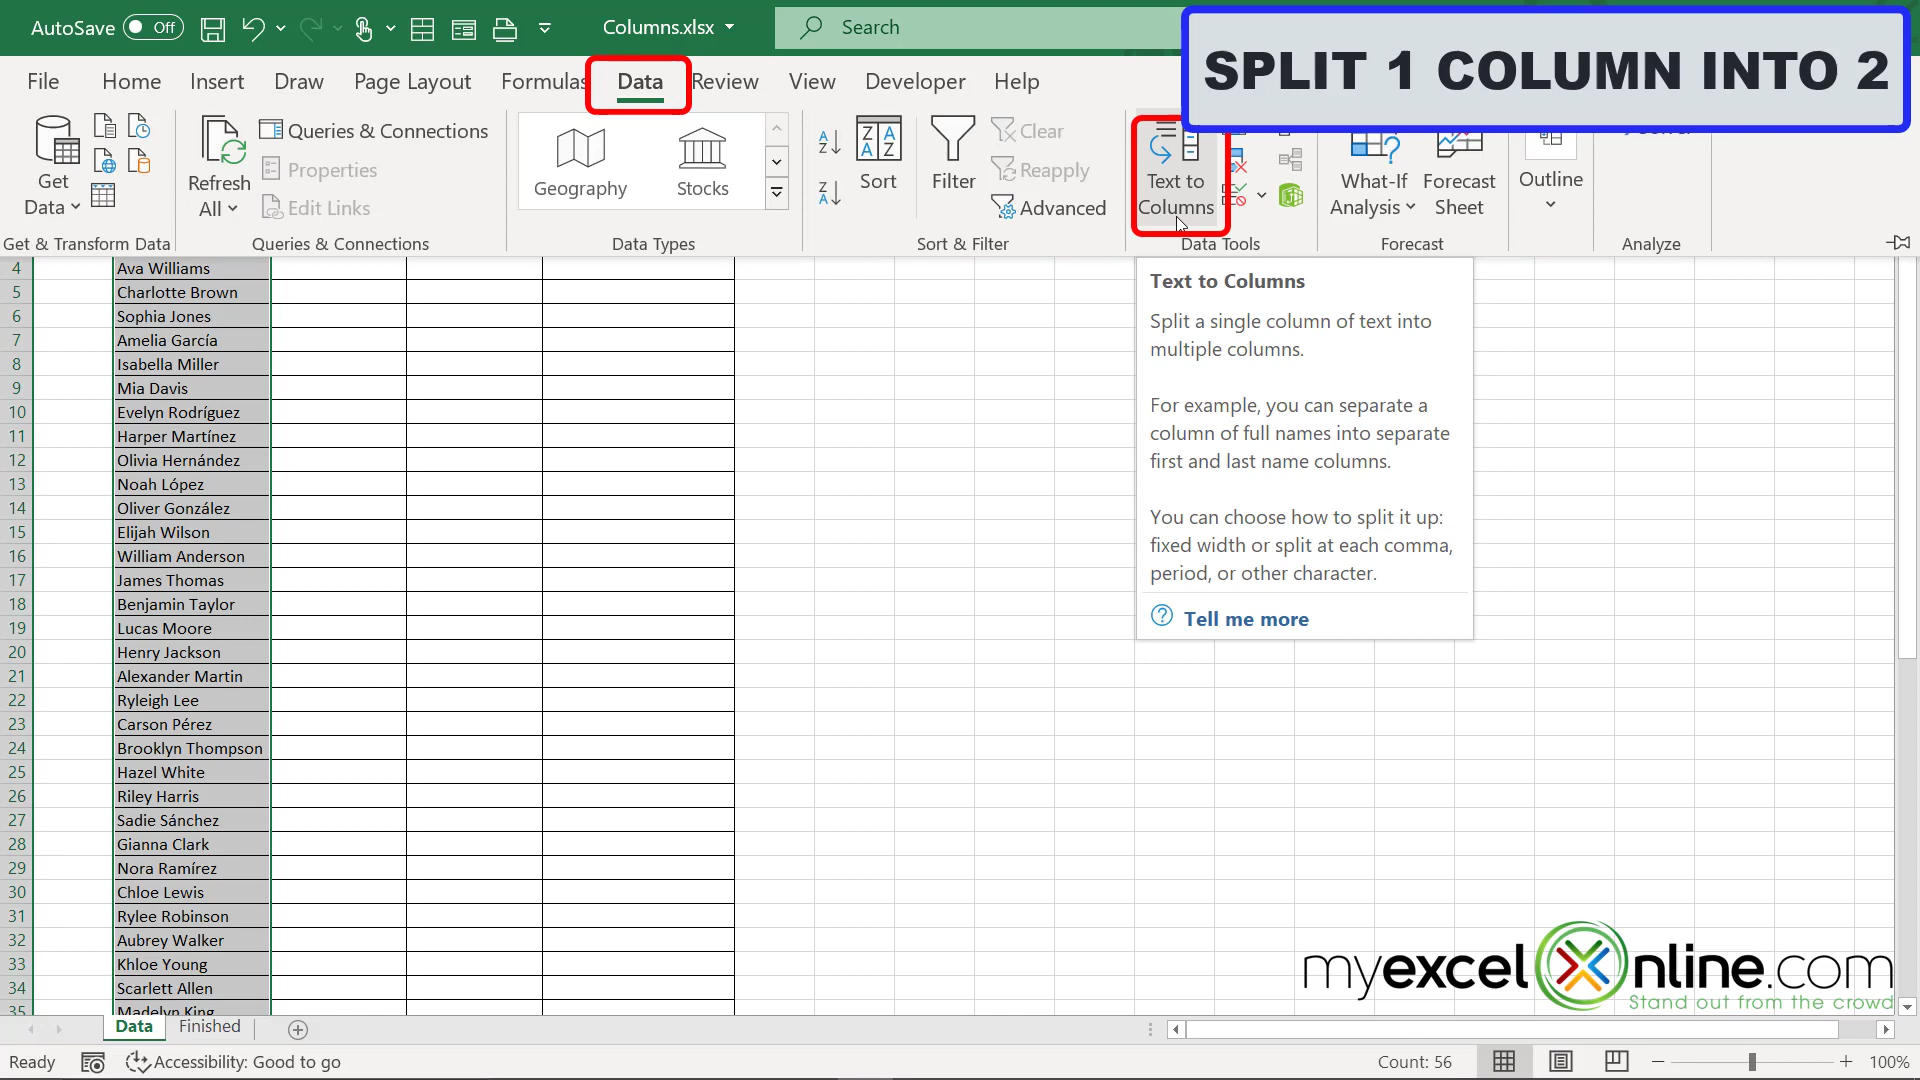 AutoSave Off Columns.xlsx Search
SPLIT 1 COLUMN INTO 2
File Home Insert Draw Page Layout Formulas Data Review View Developer Help
Get Data
Refresh All
Queries & Connections
Properties
Edit Links
Geography
Stocks
Sort
Filter
Clear
Reapply
Advanced
Text to Columns
What-If Analysis
Forecast Sheet
Outline
Get & Transform Data Queries & Connections Data Types Sort & Filter Data Tools Forecast Analyze
4 Ava Williams
5 Charlotte Brown
6 Sophia Jones
7 Amelia García
8 Isabella Miller
9 Mia Davis
10 Evelyn Rodríguez
11 Harper Martínez
12 Olivia Hernández
13 Noah López
14 Oliver González
15 Elijah Wilson
16 William Anderson
17 James Thomas
18 Benjamin Taylor
19 Lucas Moore
20 Henry Jackson
21 Alexander Martin
22 Ryleigh Lee
23 Carson Pérez
24 Brooklyn Thompson
25 Hazel White
26 Riley Harris
27 Sadie Sánchez
28 Gianna Clark
29 Nora Ramírez
30 Chloe Lewis
31 Rylee Robinson
32 Aubrey Walker
33 Khloe Young
34 Scarlett Allen
35 Madelyn King
Text to Columns
Split a single column of text into
multiple columns.
For example, you can separate a
column of full names into separate
first and last name columns.
You can choose how to split it up:
fixed width or split at each comma,
period, or other character.
Tell me more
myexcelOnline.com
Stand out from the crowd
Data Finished
Ready Accessibility: Good to go Count: 56 100%